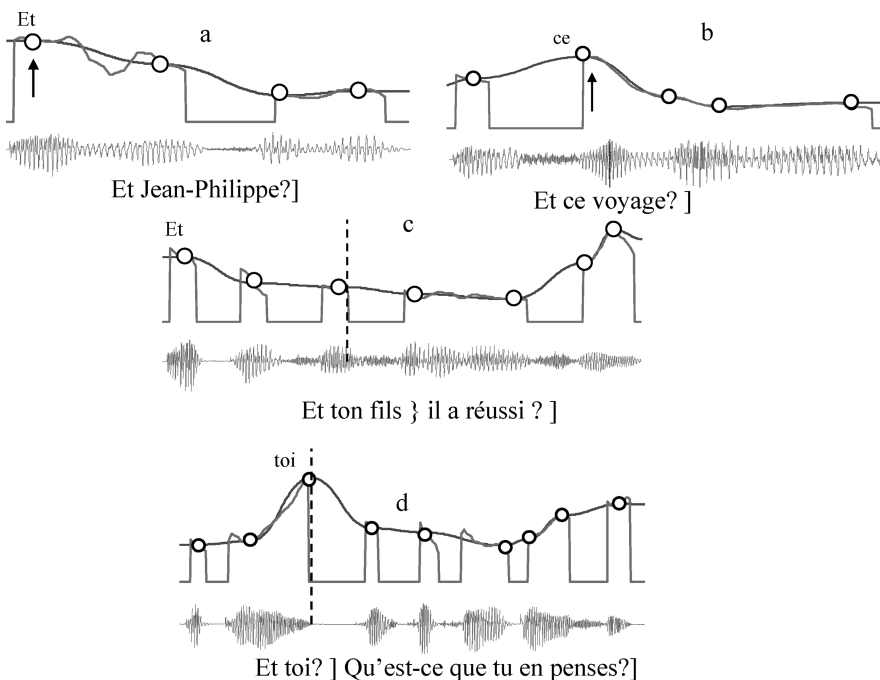 Et
a
Et Jean-Philippe?]
ce
b
Et ce voyage? ]
Et
c
Et ton fils } il a réussi ? ]
toi
d
Et toi? ] Qu’est-ce que tu en penses?]